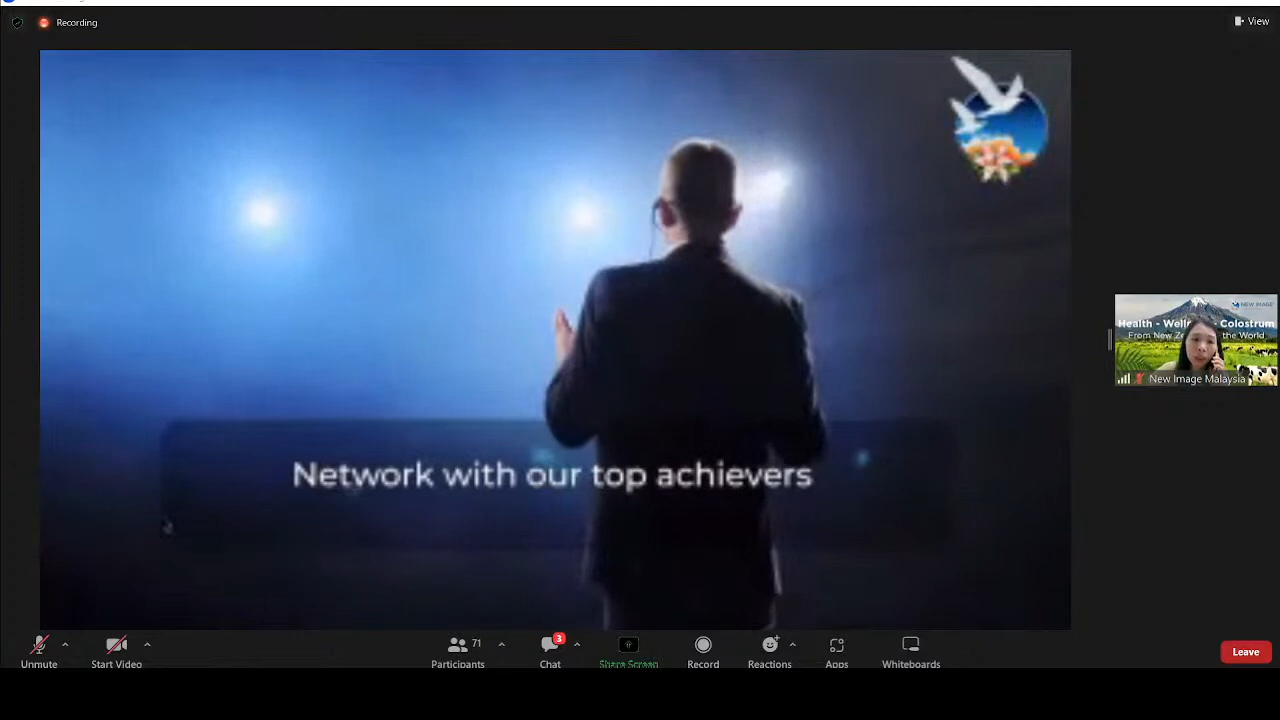 Recording
View
Network with our top achievers
NEW IMAGE
Health - Well
Colostrum
From New Ze
the World
New Image Malaysia
71
3
Unmute
Start Video
Participants
Chat
Share Screen
Record
Reactions
Apps
Whiteboards
Leave